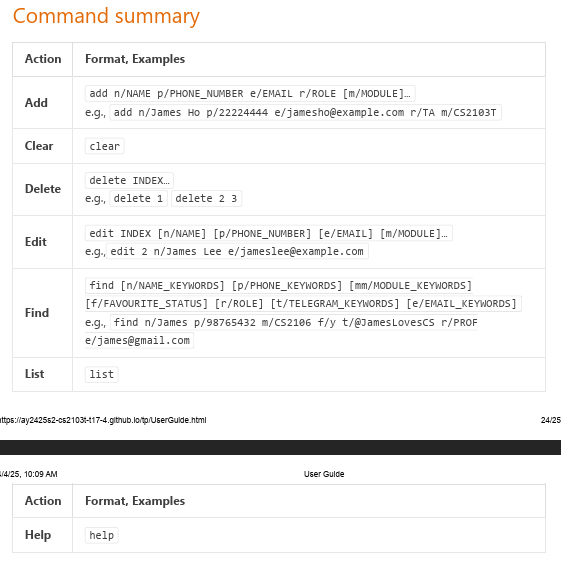 Command summary
Action Format, Examples
Add
add n/NAME p/PHONE_NUMBER e/EMAIL r/ROLE [m/MODULE]…
e.g., add n/James Ho p/22224444 e/jamesho@example.com r/TA m/CS2103T
Clear clear
Delete
delete INDEX…
e.g., delete 1 delete 2 3
Edit
edit INDEX [n/NAME] [p/PHONE_NUMBER] [e/EMAIL] [m/MODULE]…
e.g., edit 2 n/James Lee e/jameslee@example.com
Find
find [n/NAME_KEYWORDS] [p/PHONE_KEYWORDS] [mm/MODULE_KEYWORDS]
[f/FAVOURITE_STATUS] [r/ROLE] [t/TELEGRAM_KEYWORDS] [e/EMAIL_KEYWORDS]
e.g., find n/James p/98765432 m/CS2106 f/y t/@JamesLovesCS r/PROF
e/james@gmail.com
List list
ttps://ay2425s2-cs2103t-t17-4.github.io/tp/UserGuide.html 24/25
/4/25, 10:09 AM User Guide
Action Format, Examples
Help help